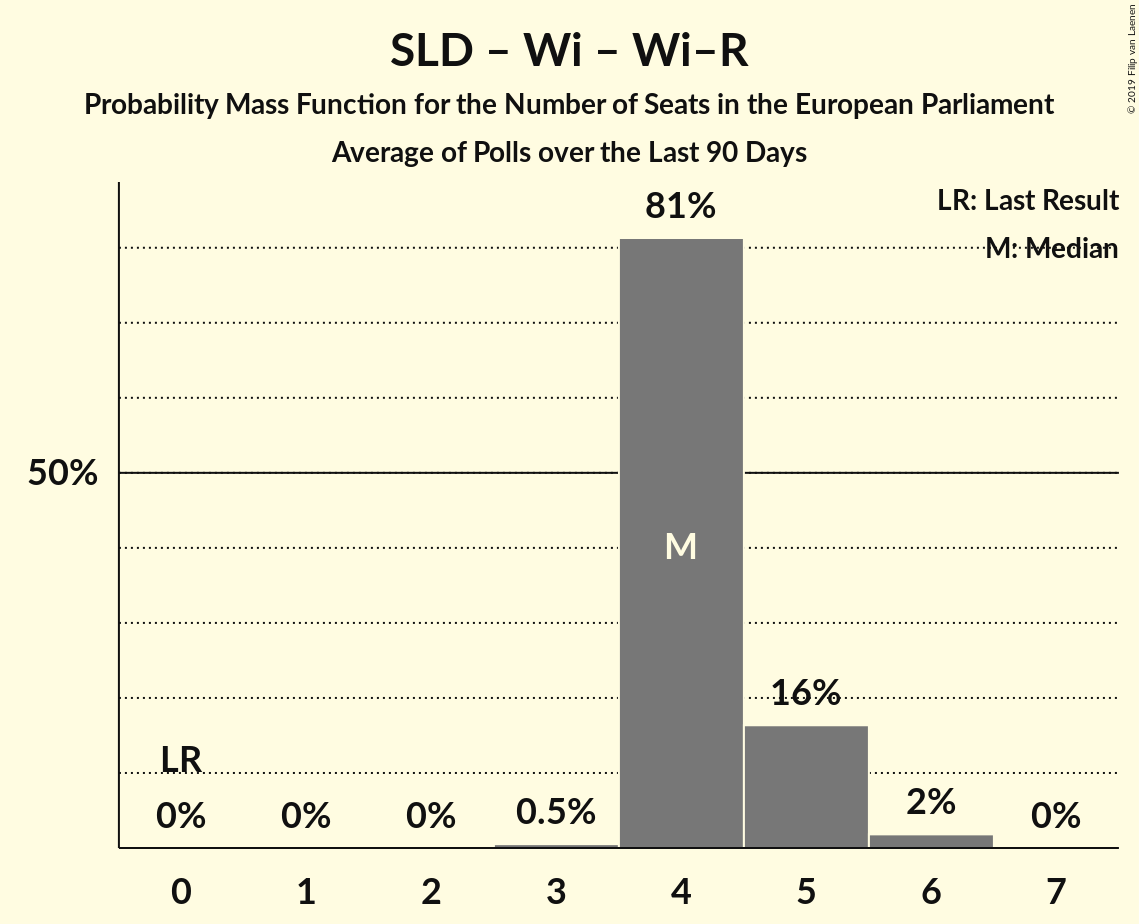 SLD – Wi – Wi–R
Probability Mass Function for the Number of Seats in the European Parliament
Average of Polls over the Last 90 Days
© 2019 Filip van Laenen
LR: Last Result
M: Median
81%
50%
M
16%
LR
0% 0% 0% 0.5% 2% 0%
0 1 2 3 4 5 6 7